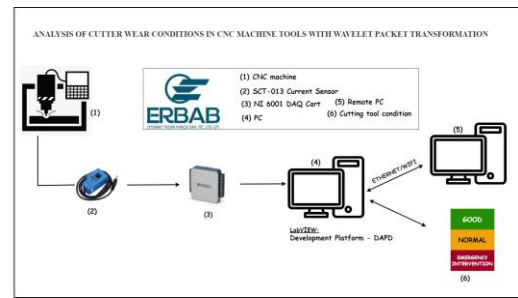 ANALYSIS OF CUTTER WEAR CONDITIONS IN CNC MACHINE TOOLS WITH WAVELET PACKET TRANSFORMATION
ERBAB
(1) CNC machine
(2) SCT-013 Current Sensor
(3) NI 6001 DAQ Cart
(4) PC
(5) Remote PC
(6) Cutting tool condition
(1)
(2)
(3)
(4)
LabVIEW:
Development Platform - DAPD
ETHERNET/WIFI
(5)
GOOD
NORMAL
EMERGENCY
INTERVENTION
(6)